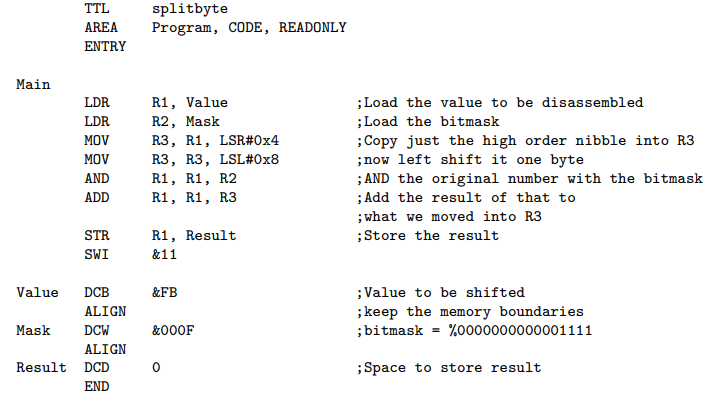 TTL splitbyte
AREA Program, CODE, READONLY
ENTRY
Main
LDR R1, Value ;Load the value to be disassembled
LDR R2, Mask ;Load the bitmask
MOV R3, R1, LSR#0x4 ;Copy just the high order nibble into R3
MOV R3, R3, LSL#0x8 ;now left shift it one byte
AND R1, R1, R2 ;AND the original number with the bitmask
ADD R1, R1, R3 ;Add the result of that to
;what we moved into R3
STR R1, Result ;Store the result
SWI &11
Value DCB &FB ;Value to be shifted
ALIGN ;keep the memory boundaries
Mask DCW &000F ;bitmask = %0000000000001111
ALIGN
Result DCD 0 ;Space to store result
END